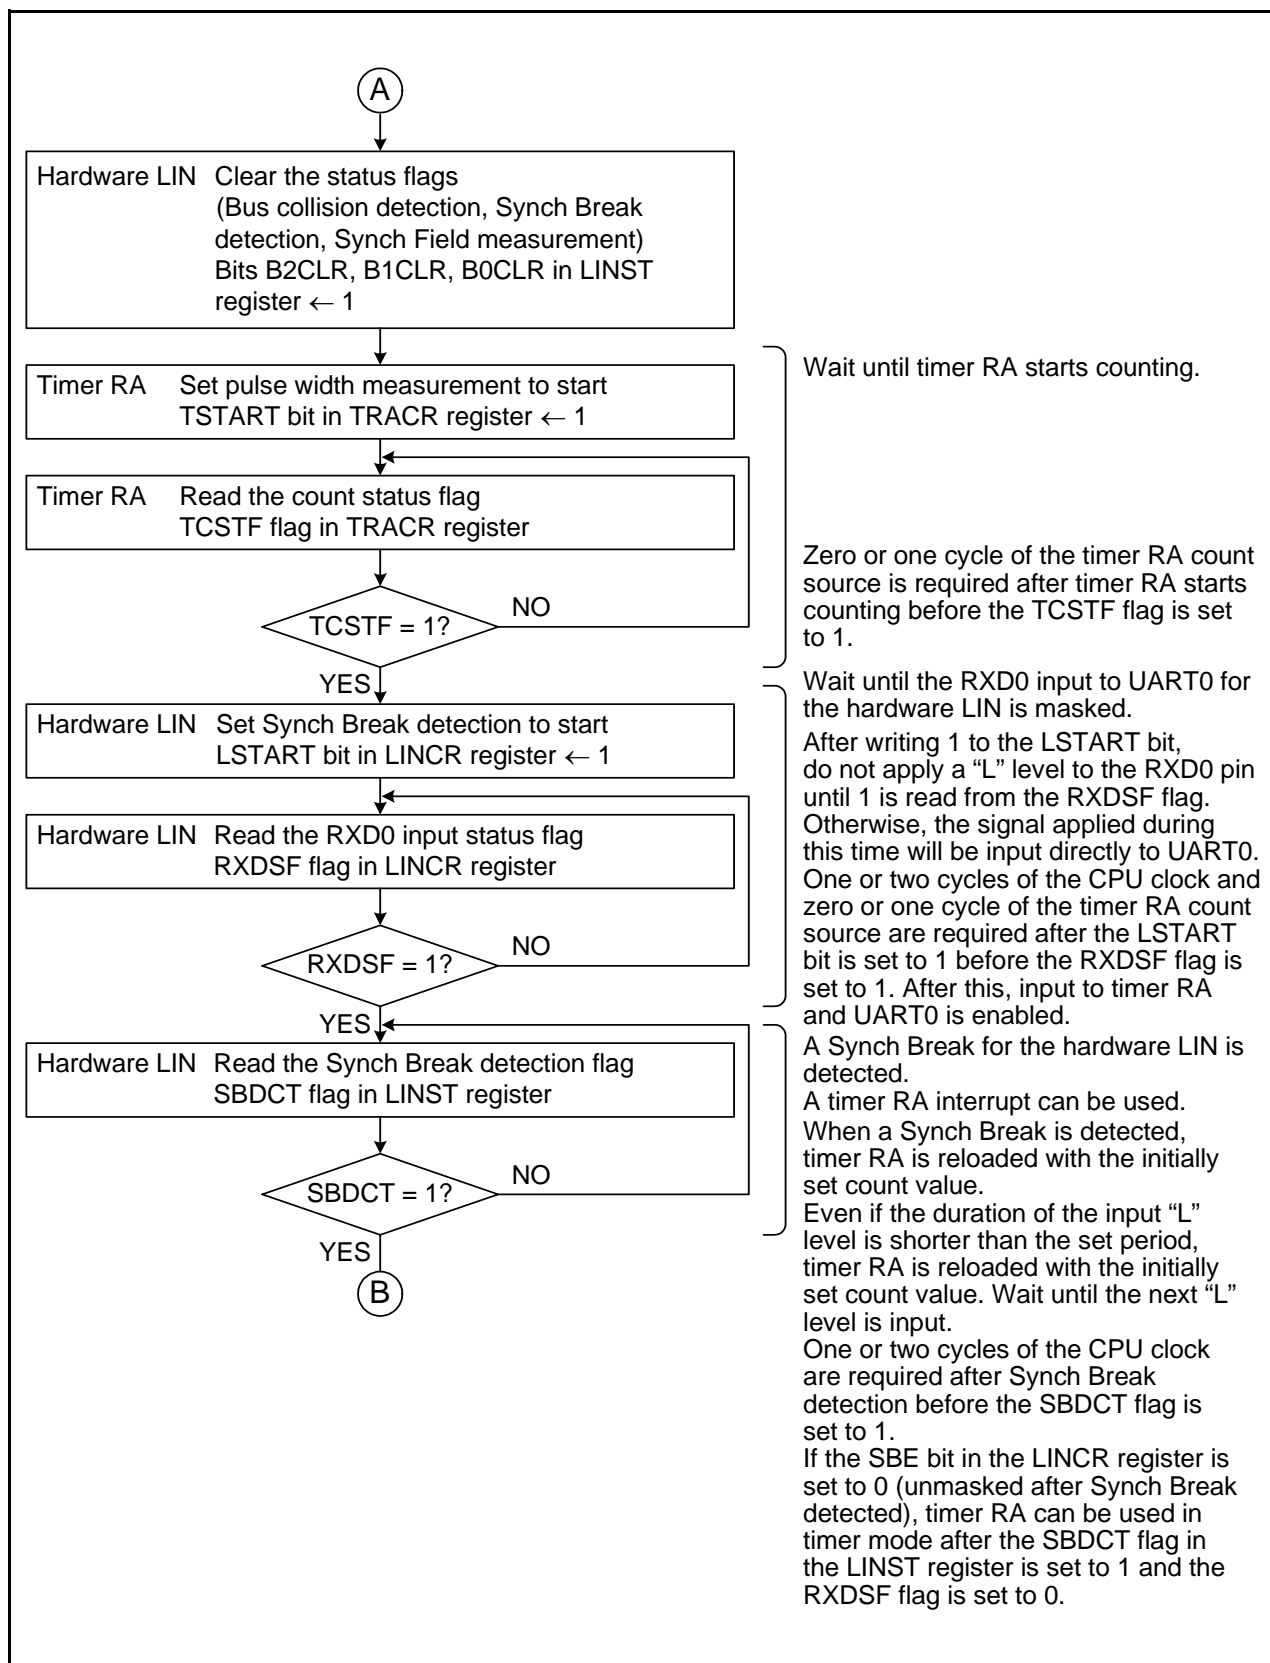 A
Hardware LIN Clear the status flags
(Bus collision detection, Synch Break
detection, Synch Field measurement)
Bits B2CLR, B1CLR, B0CLR in LINST
register ← 1
Timer RA Set pulse width measurement to start
TSTART bit in TRACR register ← 1
Wait until timer RA starts counting.
Timer RA Read the count status flag
TCSTF flag in TRACR register
TCSTF = 1?
NO
YES
Zero or one cycle of the timer RA count
source is required after timer RA starts
counting before the TCSTF flag is set
to 1.
Hardware LIN Set Synch Break detection to start
LSTART bit in LINCR register ← 1
Hardware LIN Read the RXD0 input status flag
RXDSF flag in LINCR register
RXDSF = 1?
NO
YES
Wait until the RXD0 input to UART0 for
the hardware LIN is masked.
After writing 1 to the LSTART bit,
do not apply a “L” level to the RXD0 pin
until 1 is read from the RXDSF flag.
Otherwise, the signal applied during
this time will be input directly to UART0.
One or two cycles of the CPU clock and
zero or one cycle of the timer RA count
source are required after the LSTART
bit is set to 1 before the RXDSF flag is
set to 1. After this, input to timer RA
and UART0 is enabled.
Hardware LIN Read the Synch Break detection flag
SBDCT flag in LINST register
SBDCT = 1?
NO
YES
B
A Synch Break for the hardware LIN is
detected.
A timer RA interrupt can be used.
When a Synch Break is detected,
timer RA is reloaded with the initially
set count value.
Even if the duration of the input “L”
level is shorter than the set period,
timer RA is reloaded with the initially
set count value. Wait until the next “L”
level is input.
One or two cycles of the CPU clock
are required after Synch Break
detection before the SBDCT flag is
set to 1.
If the SBE bit in the LINCR register is
set to 0 (unmasked after Synch Break
detected), timer RA can be used in
timer mode after the SBDCT flag in
the LINST register is set to 1 and the
RXDSF flag is set to 0.